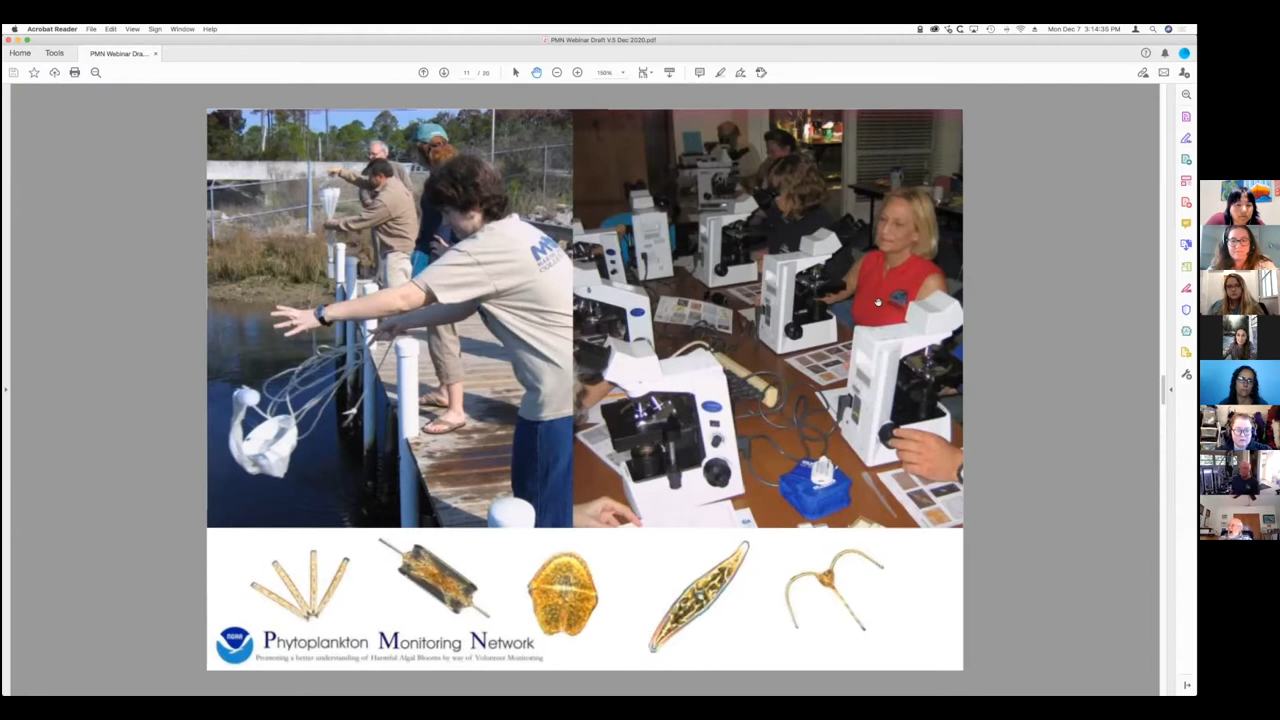 Acrobat Reader File Edit View Sign Window Help
Mon Dec 7 3:14:35 PM
PMN Webinar Draft V.5 Dec 2020.pdf
Home Tools PMN Webinar Dra... ×
11 / 20 150%
NOAA
Phytoplankton Monitoring Network
Promoting a better understanding of Harmful Algal Blooms by way of Volunteer Monitoring